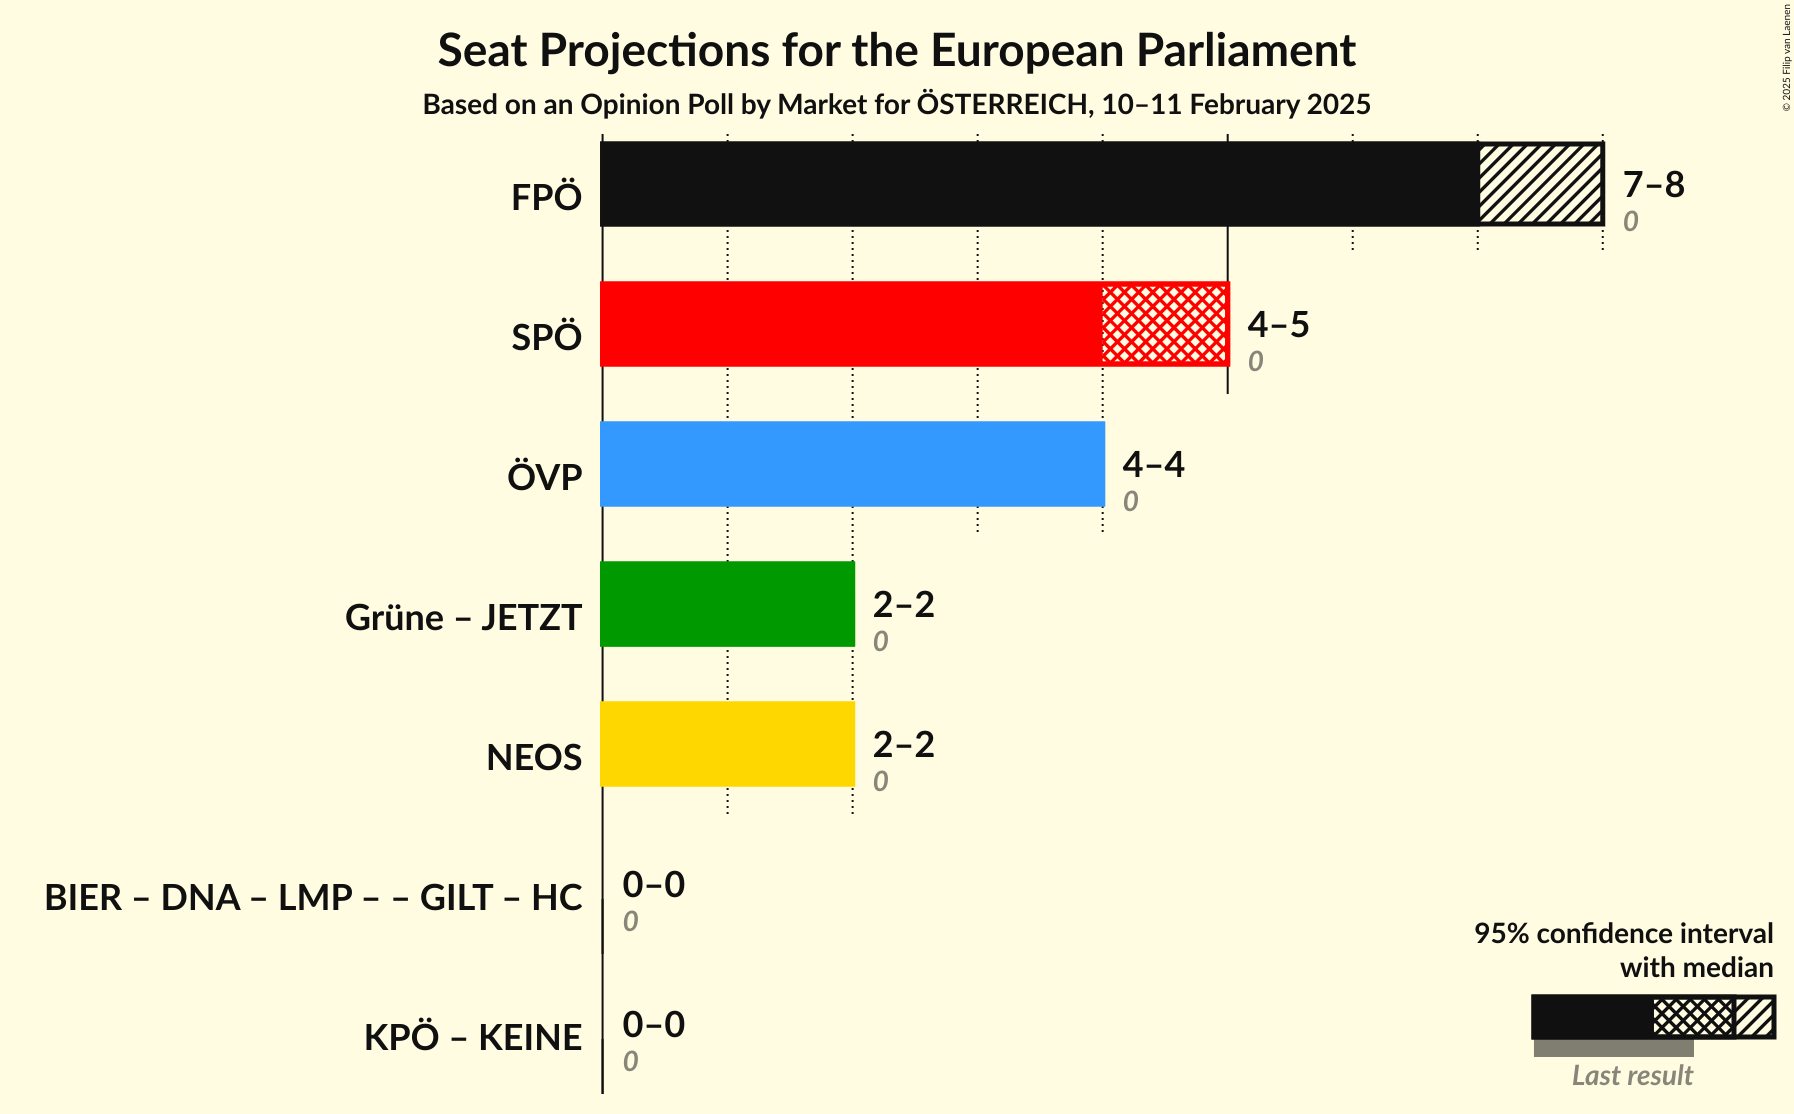 Seat Projections for the European Parliament
Based on an Opinion Poll by Market for ÖSTERREICH, 10–11 February 2025
© 2025 Filip van Laenen
FPÖ
7–8
0
SPÖ
4–5
0
ÖVP
4–4
0
Grüne – JETZT
2–2
0
NEOS
2–2
0
BIER – DNA – LMP – – GILT – HC
0–0
0
KPÖ – KEINE
0–0
0
95% confidence interval
with median
Last result